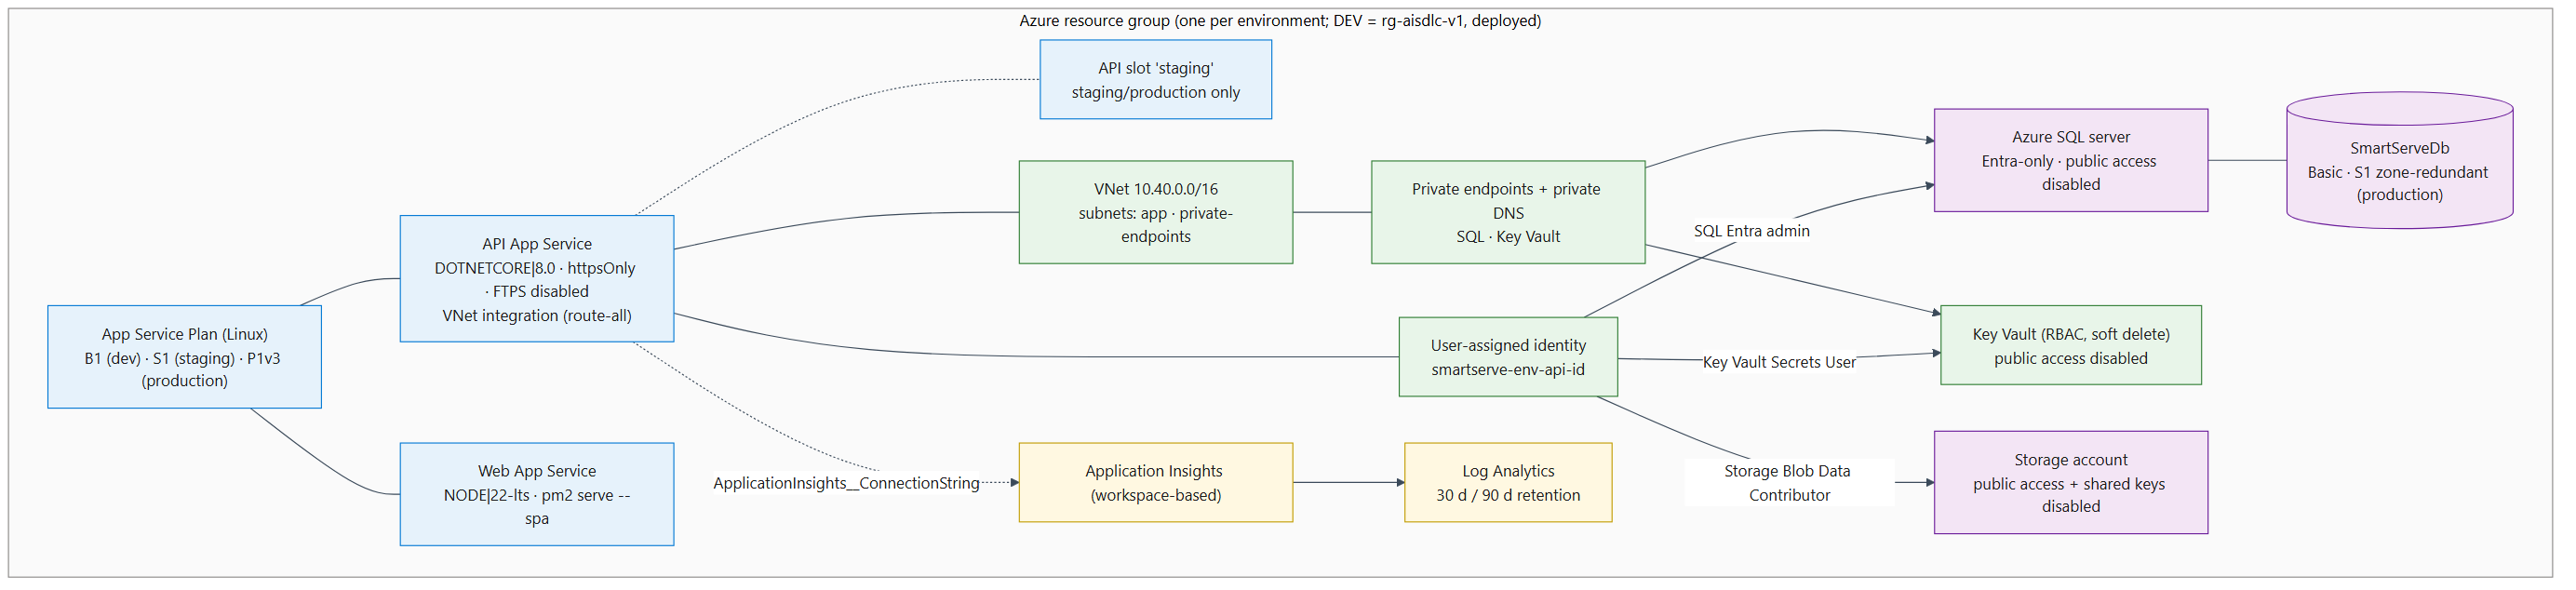 Azure resource group (one per environment; DEV = rg-aisdlc-v1, deployed)
API slot 'staging'
staging/production only
Azure SQL server
Entra-only · public access
disabled
SmartServeDb
Basic · S1 zone-redundant
(production)
VNet 10.40.0.0/16
subnets: app · private-
endpoints
Private endpoints + private
DNS
SQL · Key Vault
SQL Entra admin
API App Service
DOTNETCORE|8.0 · httpsOnly
· FTPS disabled
VNet integration (route-all)
App Service Plan (Linux)
B1 (dev) · S1 (staging) · P1v3
(production)
User-assigned identity
smartserve-env-api-id
Key Vault Secrets User
Key Vault (RBAC, soft delete)
public access disabled
Web App Service
NODE|22-lts · pm2 serve --
spa
ApplicationInsights__ConnectionString
Application Insights
(workspace-based)
Log Analytics
30 d / 90 d retention
Storage Blob Data
Contributor
Storage account
public access + shared keys
disabled